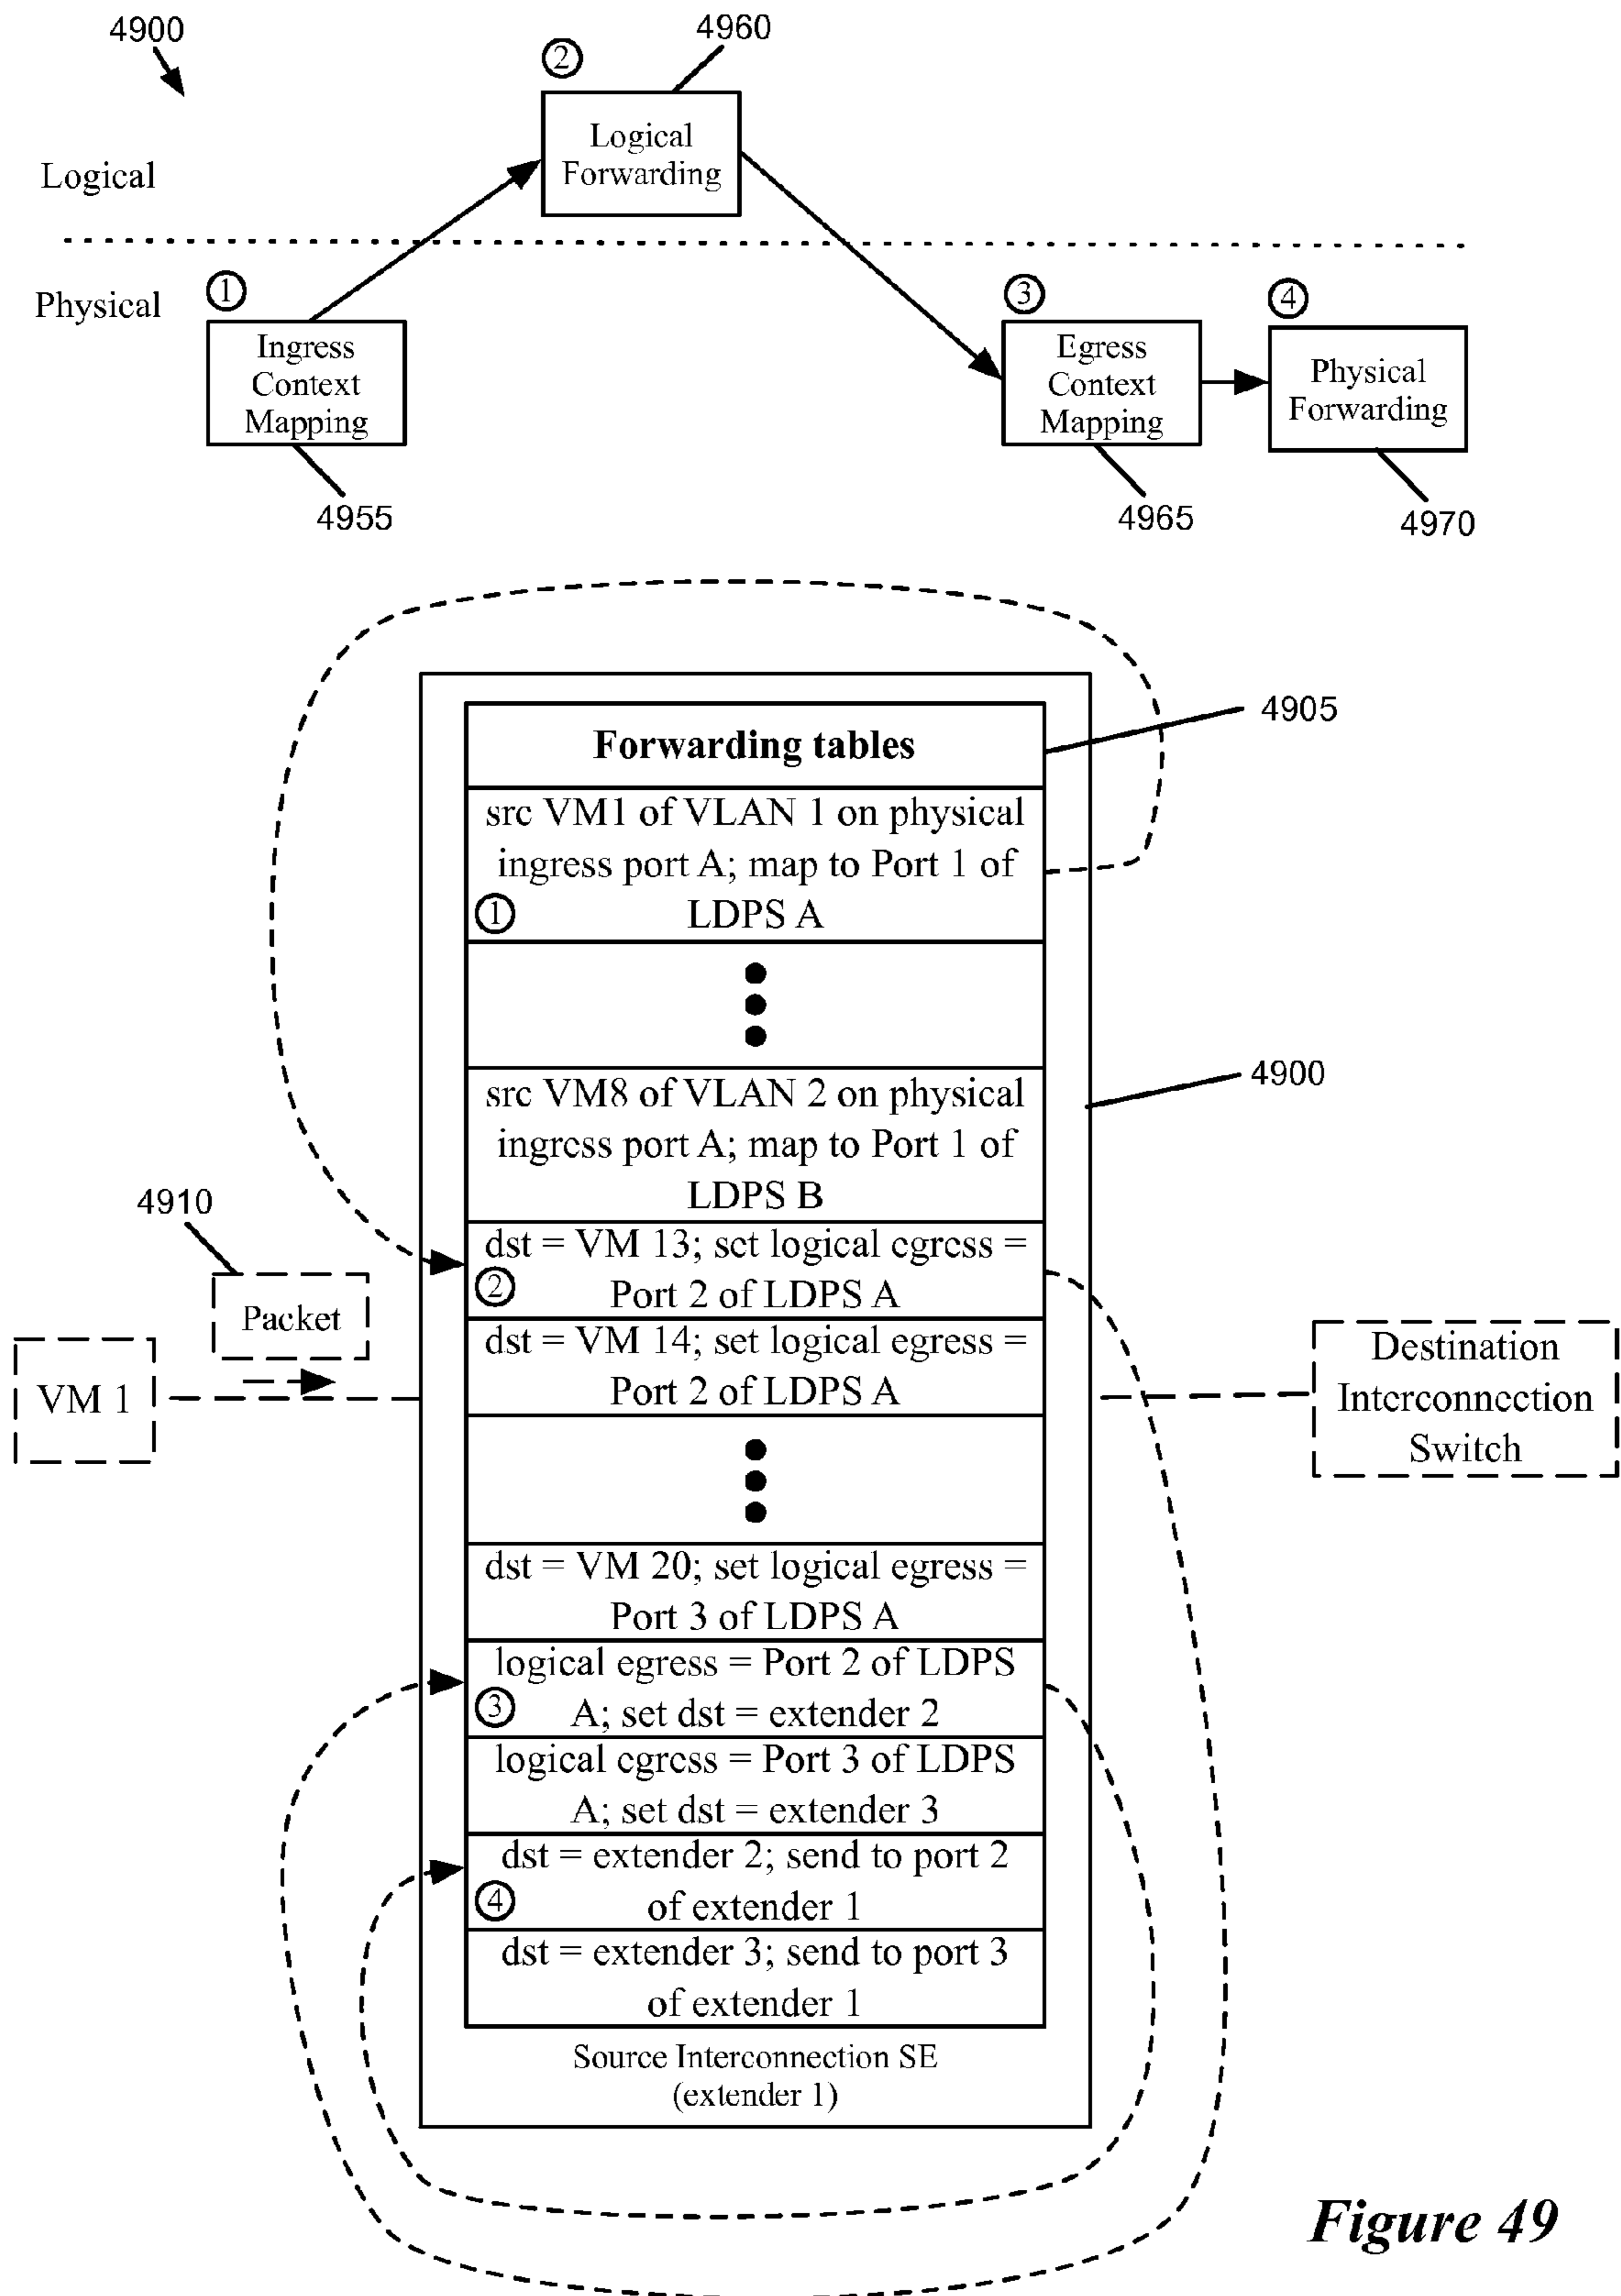 4900
4960
②
Logical
Forwarding
Logical
Physical
①
③
④
Ingress
Context
Mapping
Egress
Context
Mapping
Physical
Forwarding
4955
4965
4970
4905
Forwarding tables
src VM1 of VLAN 1 on physical
ingress port A; map to Port 1 of
① LDPS A
4900
src VM8 of VLAN 2 on physical
ingress port A; map to Port 1 of
LDPS B
4910
Packet
VM 1
dst = VM 13; set logical egress =
② Port 2 of LDPS A
dst = VM 14; set logical egress =
Port 2 of LDPS A
Destination
Interconnection
Switch
dst = VM 20; set logical egress =
Port 3 of LDPS A
logical egress = Port 2 of LDPS
③ A; set dst = extender 2
logical egress = Port 3 of LDPS
A; set dst = extender 3
dst = extender 2; send to port 2
④ of extender 1
dst = extender 3; send to port 3
of extender 1
Source Interconnection SE
(extender 1)
Figure 49